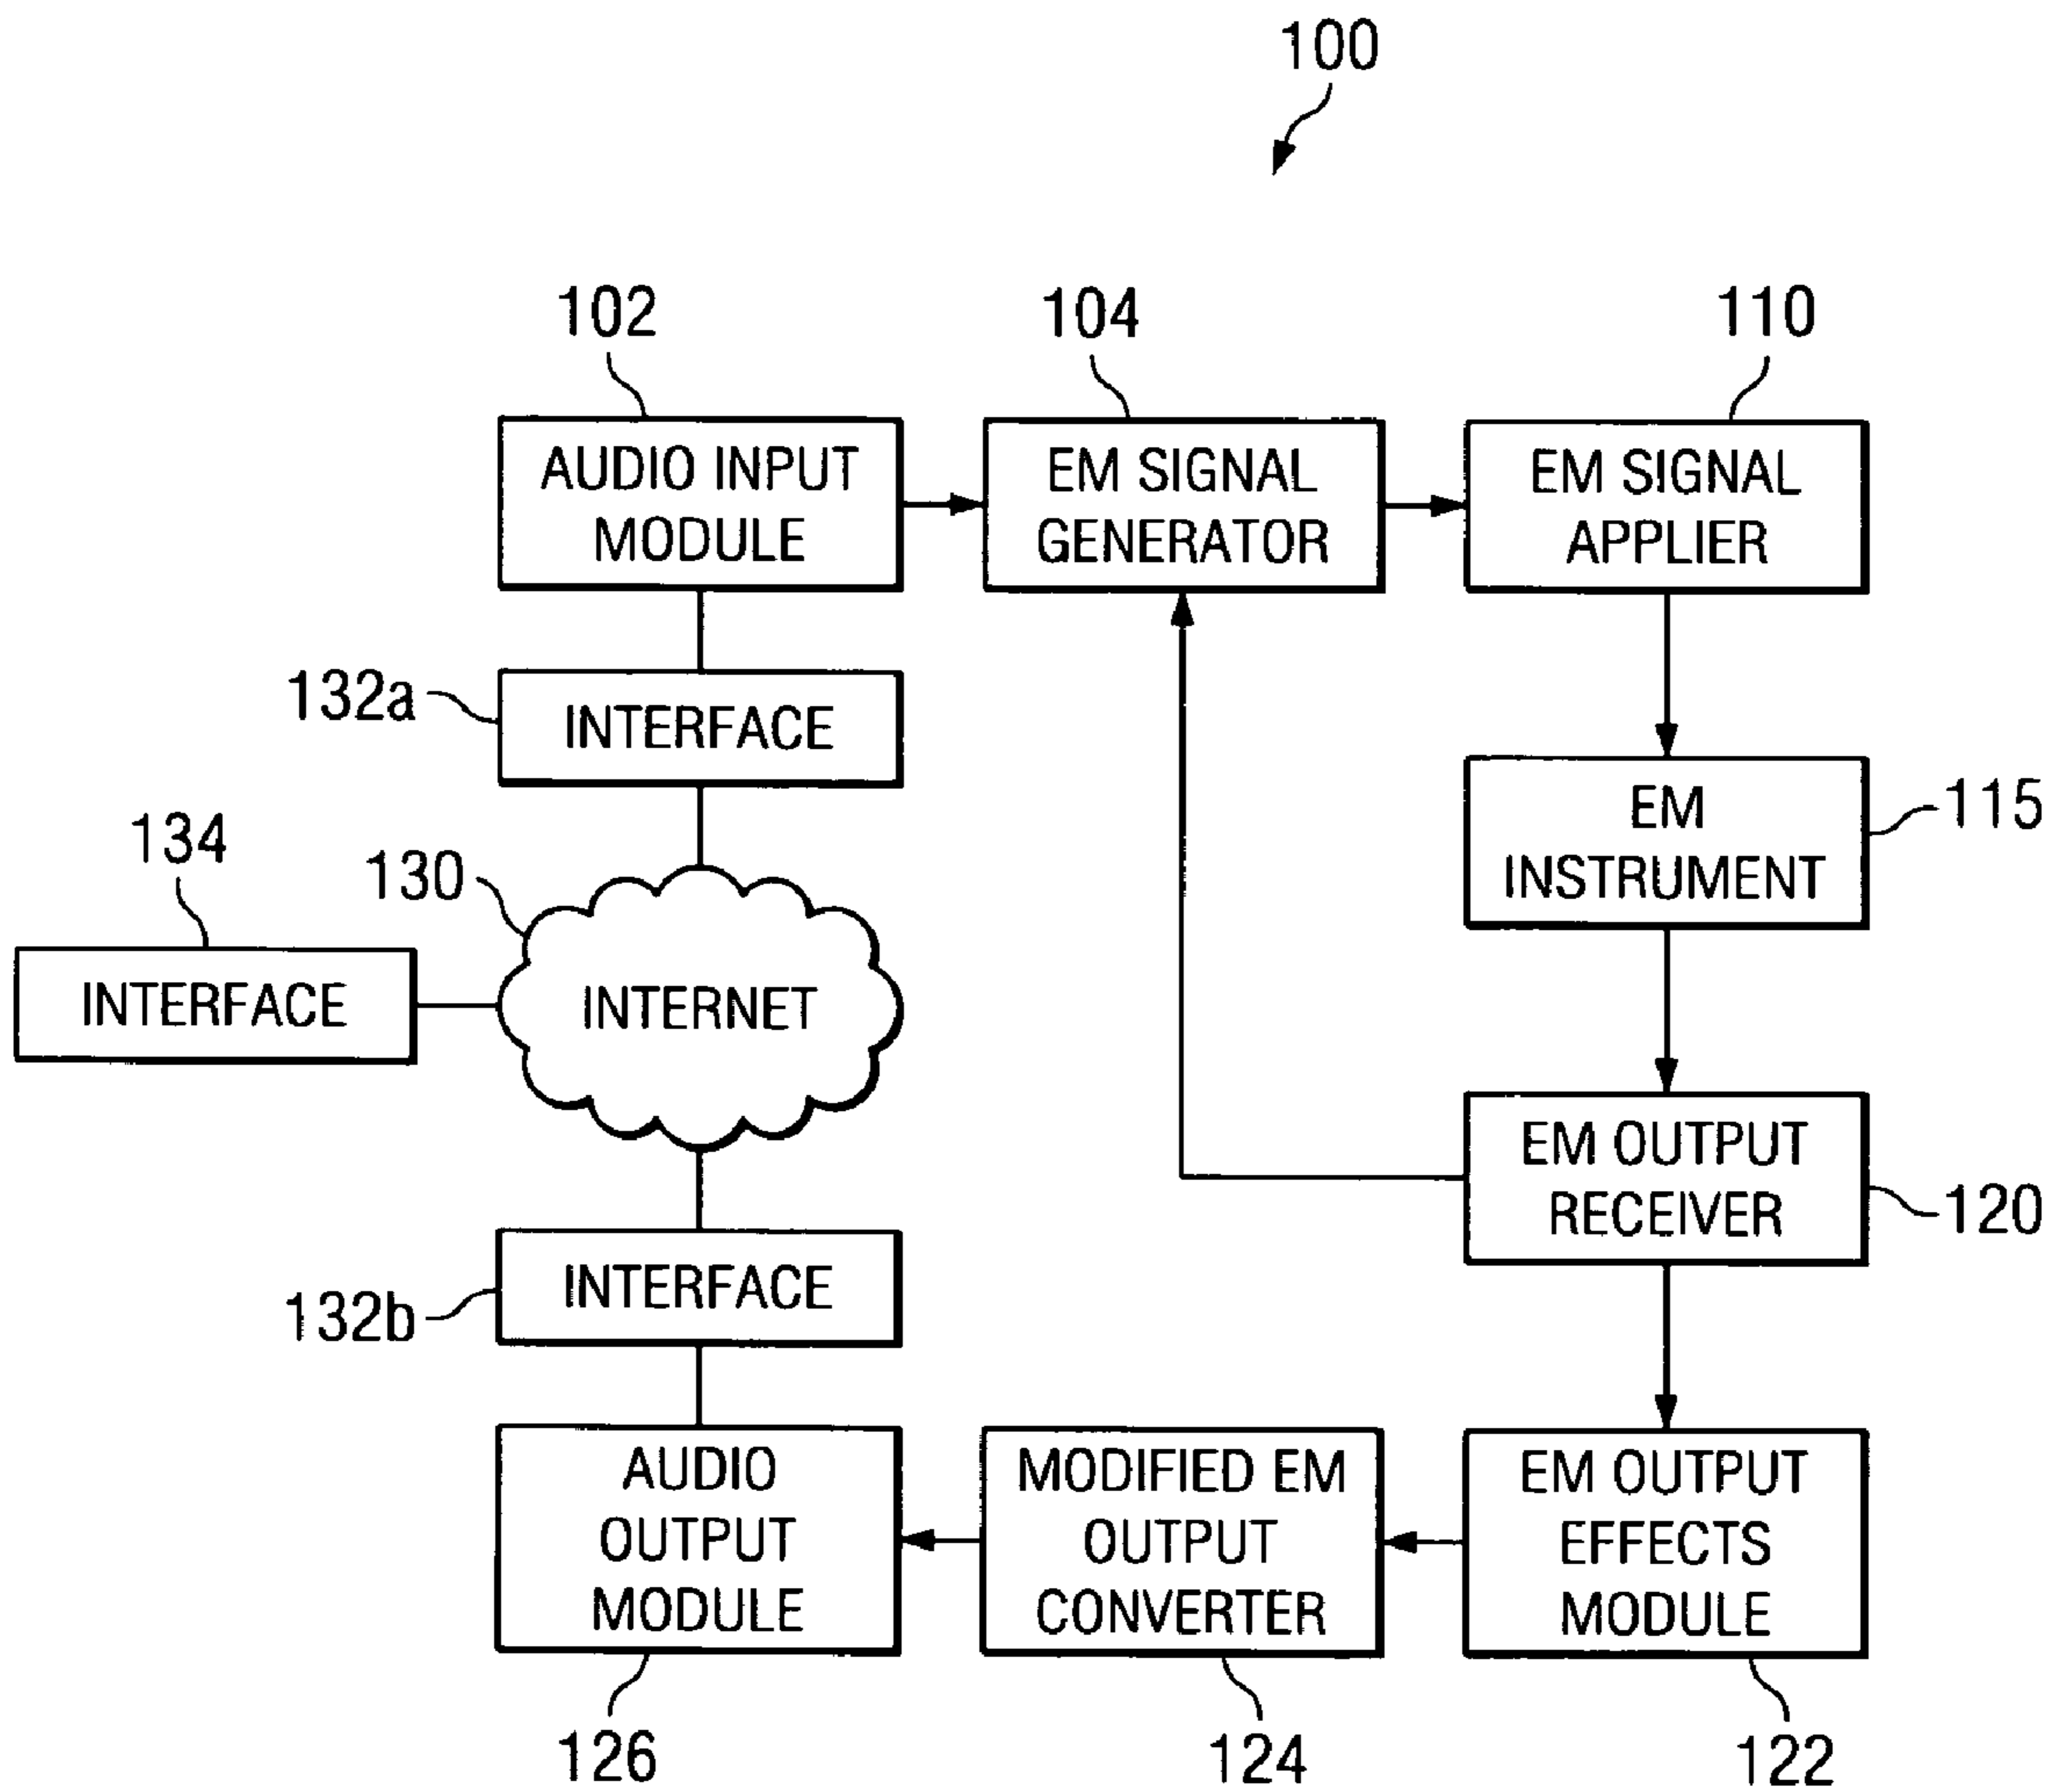 100
102
104
110
AUDIO INPUT
MODULE
EM SIGNAL
GENERATOR
EM SIGNAL
APPLIER
132a
INTERFACE
EM
INSTRUMENT
115
134
130
INTERFACE
INTERNET
EM OUTPUT
RECEIVER
120
132b
INTERFACE
AUDIO
OUTPUT
MODULE
MODIFIED EM
OUTPUT
CONVERTER
EM OUTPUT
EFFECTS
MODULE
126
124
122